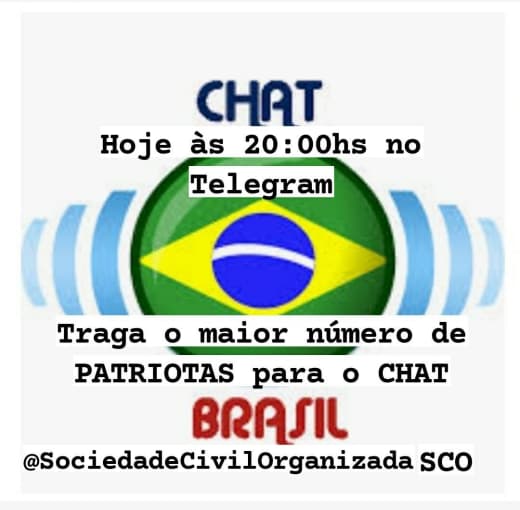 CHAT
Hoje às 20:00hs no
Telegram
Traga o maior número de
PATRIOTAS para o CHAT
BRASIL
@SociedadeCivilOrganizada SCO